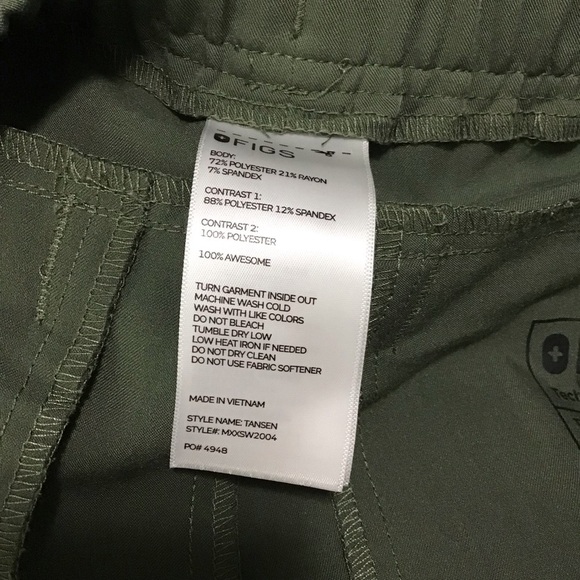 FIGS
BODY:
72% POLYESTER 21% RAYON
7% SPANDEX
CONTRAST 1:
88% POLYESTER 12% SPANDEX
CONTRAST 2:
100% POLYESTER
100% AWESOME
TURN GARMENT INSIDE OUT
MACHINE WASH COLD
WASH WITH LIKE COLORS
DO NOT BLEACH
TUMBLE DRY LOW
LOW HEAT IRON IF NEEDED
DO NOT DRY CLEAN
DO NOT USE FABRIC SOFTENER
MADE IN VIETNAM
STYLE NAME: TANSEN
STYLE#: MXXSW2004
PO# 4948
Tech